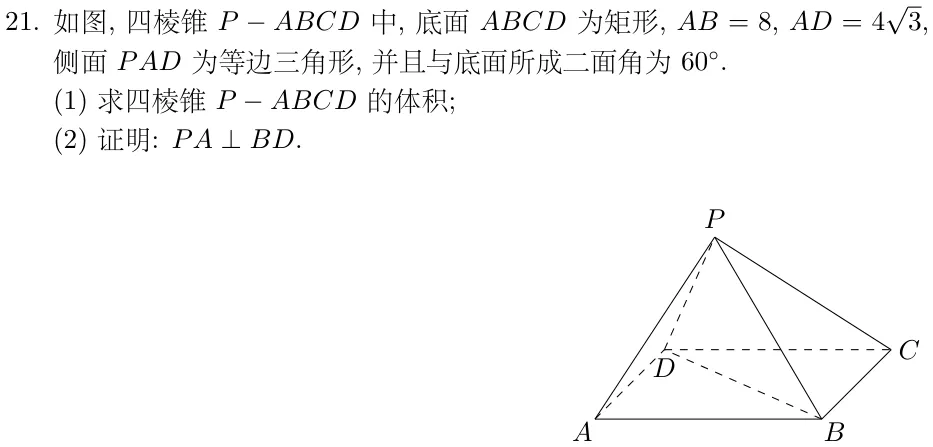 21. 如图, 四棱锥 P − ABCD 中, 底面 ABCD 为矩形, AB = 8, AD = 4√3,
侧面 PAD 为等边三角形, 并且与底面所成二面角为 60°.
(1) 求四棱锥 P − ABCD 的体积;
(2) 证明: PA ⊥ BD.
P
C
D
A
B